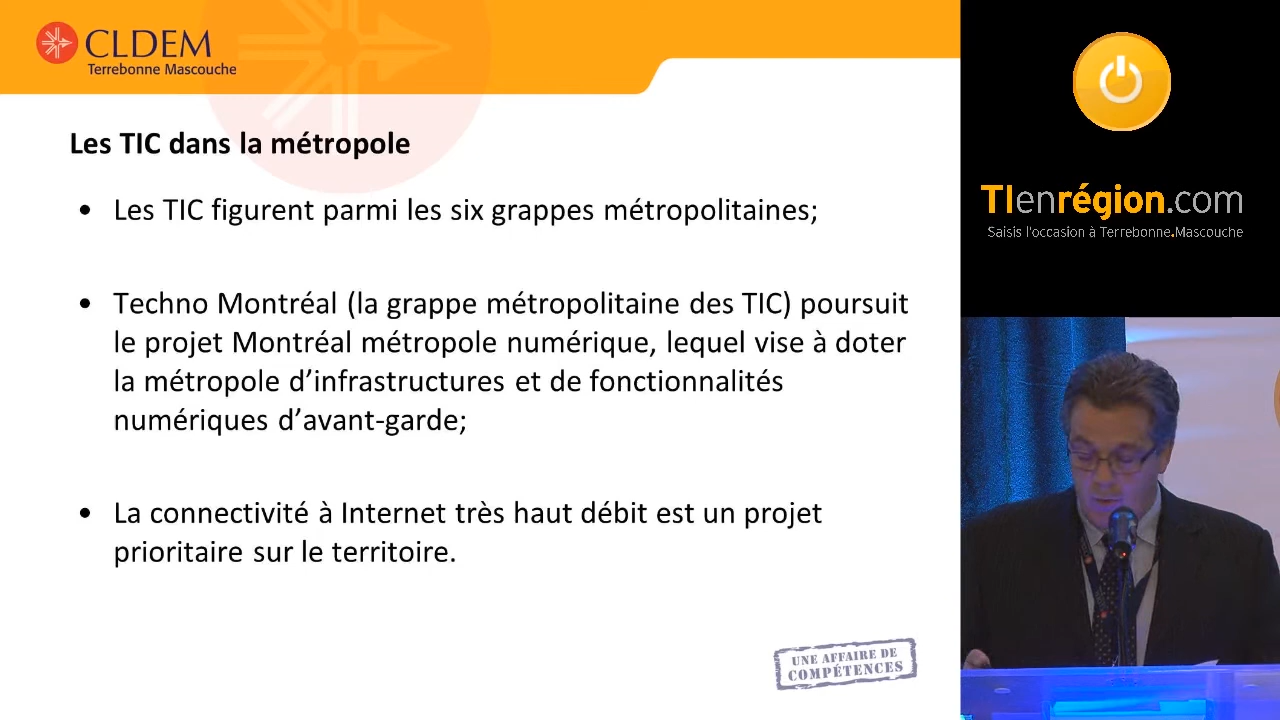 CLDEM
Terrebonne Mascouche
Les TIC dans la métropole
• Les TIC figurent parmi les six grappes métropolitaines;
• Techno Montréal (la grappe métropolitaine des TIC) poursuit
le projet Montréal métropole numérique, lequel vise à doter
la métropole d’infrastructures et de fonctionnalités
numériques d’avant-garde;
• La connectivité à Internet très haut débit est un projet
prioritaire sur le territoire.
UNE AFFAIRE DE
COMPÉTENCES
TIenrégion.com
Saisis l'occasion à Terrebonne.Mascouche